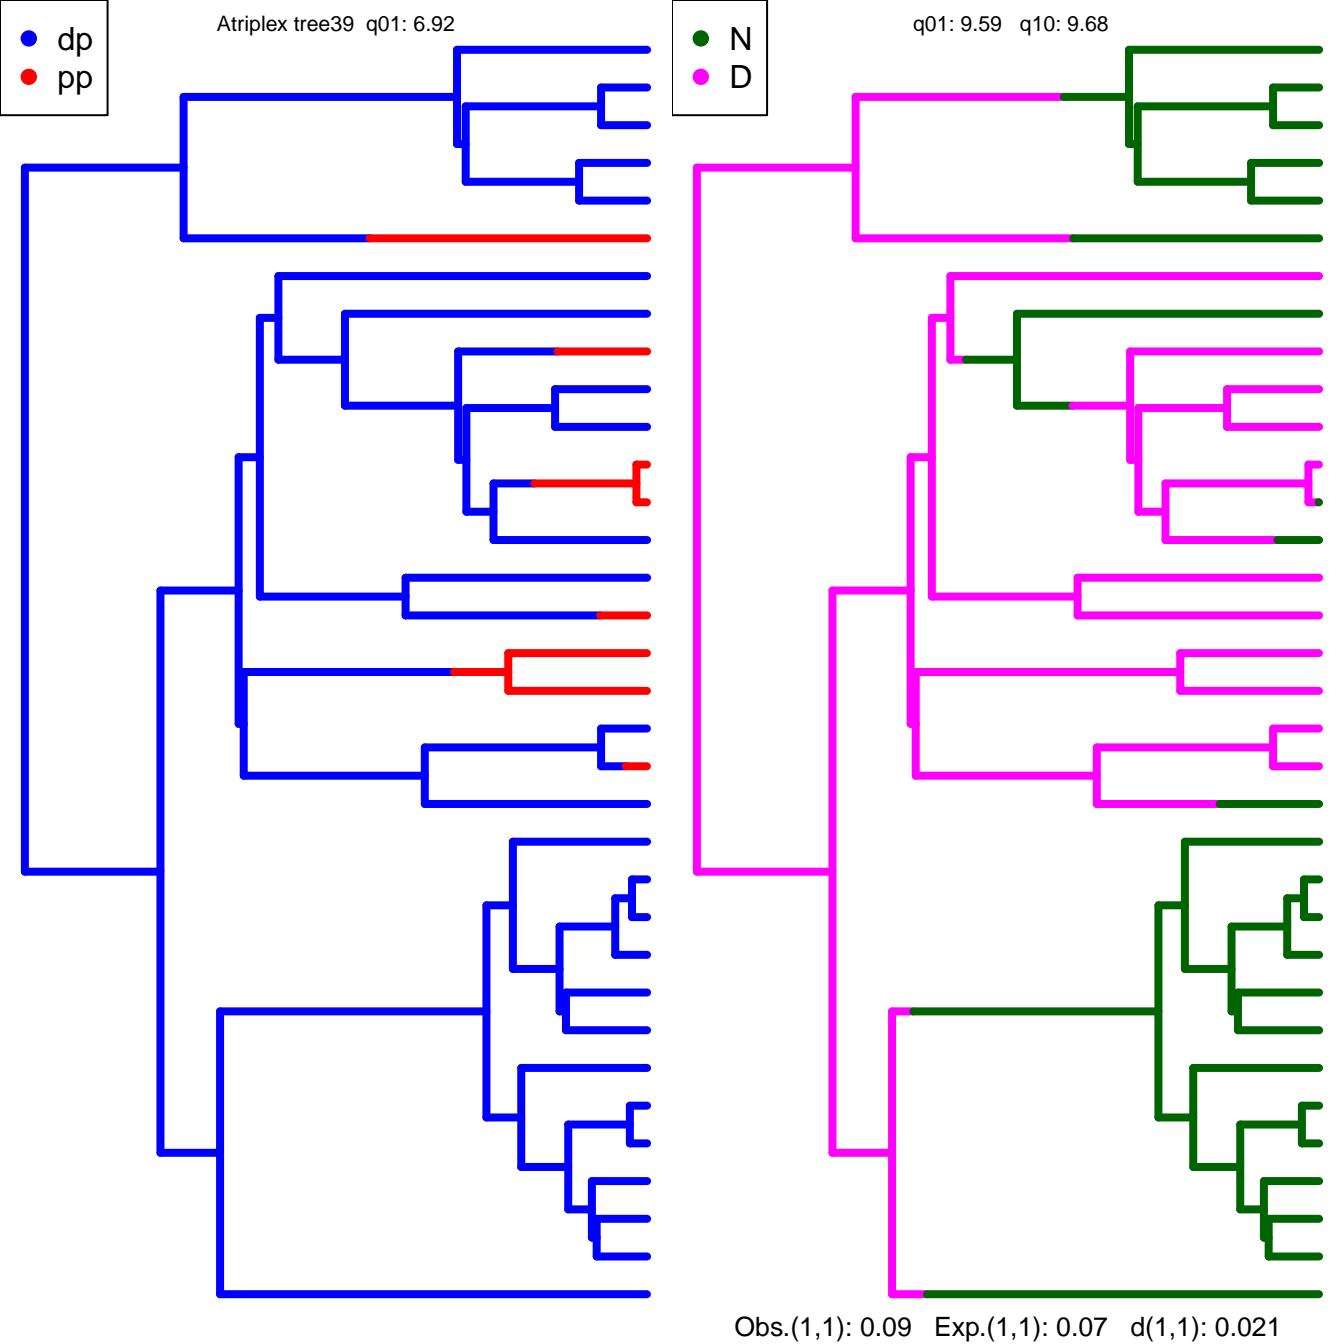 Atriplex tree39 q01: 6.92
dp
pp
q01: 9.59 q10: 9.68
N
D
Obs.(1,1): 0.09 Exp.(1,1): 0.07 d(1,1): 0.021